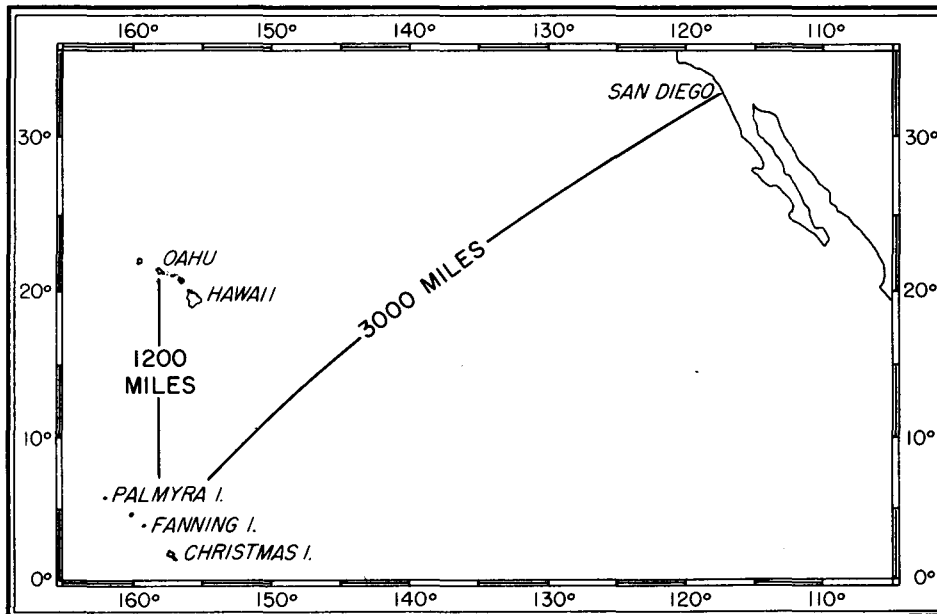 160° 150° 140° 130° 120° 110°
SAN DIEGO
30° 30°
OAHU
HAWAII
20° 20°
3000 MILES
1200
MILES
10° 10°
PALMYRA I.
FANNING I.
CHRISTMAS I.
0° 0°
160° 150° 140° 130° 120° 110°